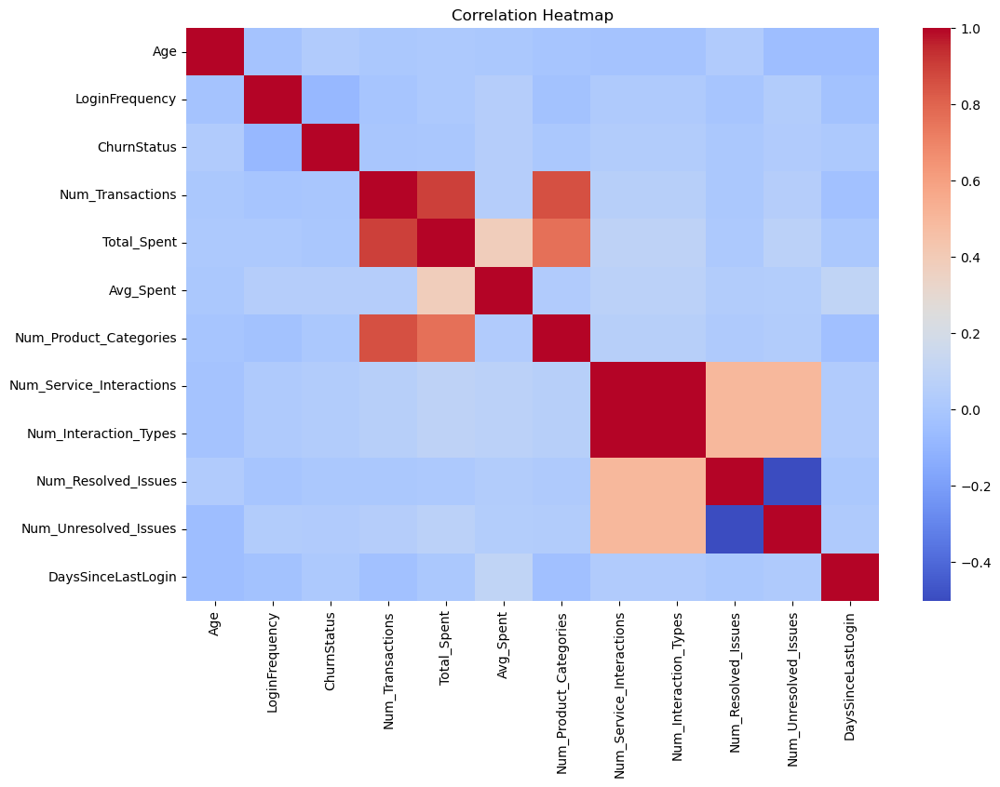 Correlation Heatmap
Age
LoginFrequency
ChurnStatus
Num_Transactions
Total_Spent
Avg_Spent
Num_Product_Categories
Num_Service_Interactions
Num_Interaction_Types
Num_Resolved_Issues
Num_Unresolved_Issues
DaysSinceLastLogin
Age
LoginFrequency
ChurnStatus
Num_Transactions
Total_Spent
Avg_Spent
Num_Product_Categories
Num_Service_Interactions
Num_Interaction_Types
Num_Resolved_Issues
Num_Unresolved_Issues
DaysSinceLastLogin
1.0
0.8
0.6
0.4
0.2
0.0
−0.2
−0.4